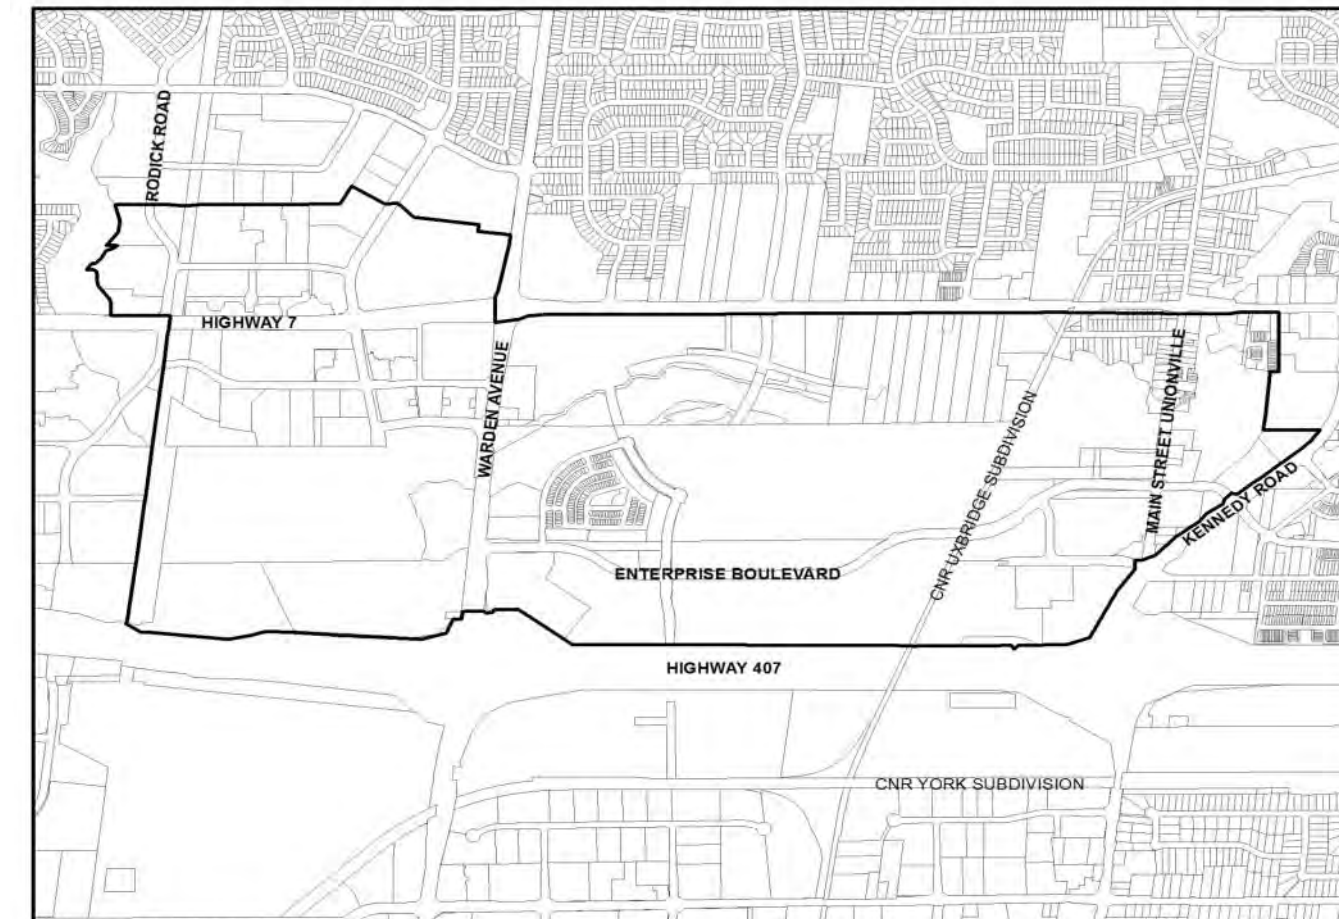 RODICK ROAD
HIGHWAY 7
WARDEN AVENUE
MAIN STREET UNIONVILLE
CNR UXBRIDGE SUBDIVISION
KENNEDY ROAD
ENTERPRISE BOULEVARD
HIGHWAY 407
CNR YORK SUBDIVISION